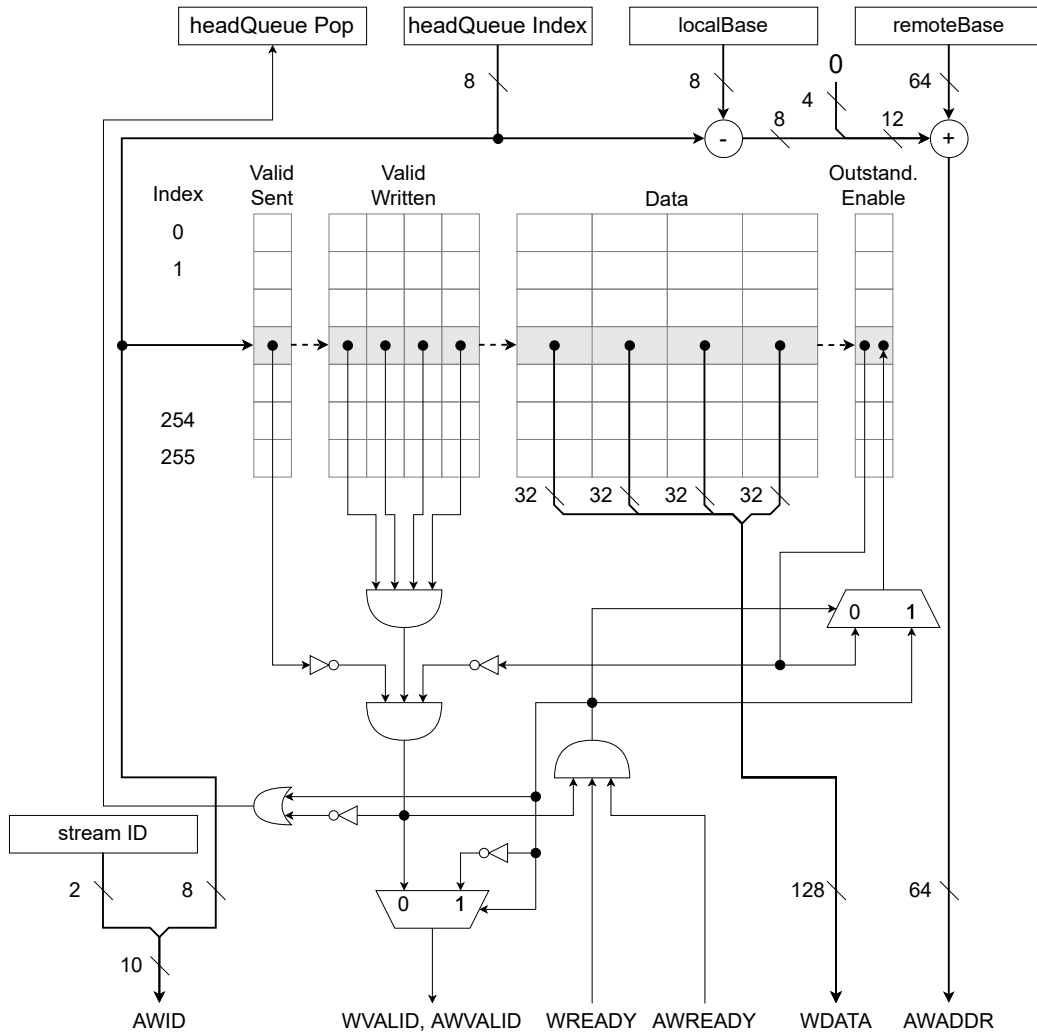 headQueue Pop
headQueue Index
localBase
remoteBase
8
8
0
64
4
8
12
-
+
Index
Valid
Sent
Valid
Written
Data
Outstand.
Enable
0
1
254
255
32
32
32
32
0
1
stream ID
0
1
2
8
128
64
10
AWID
WVALID, AWVALID
WREADY
AWREADY
WDATA
AWADDR